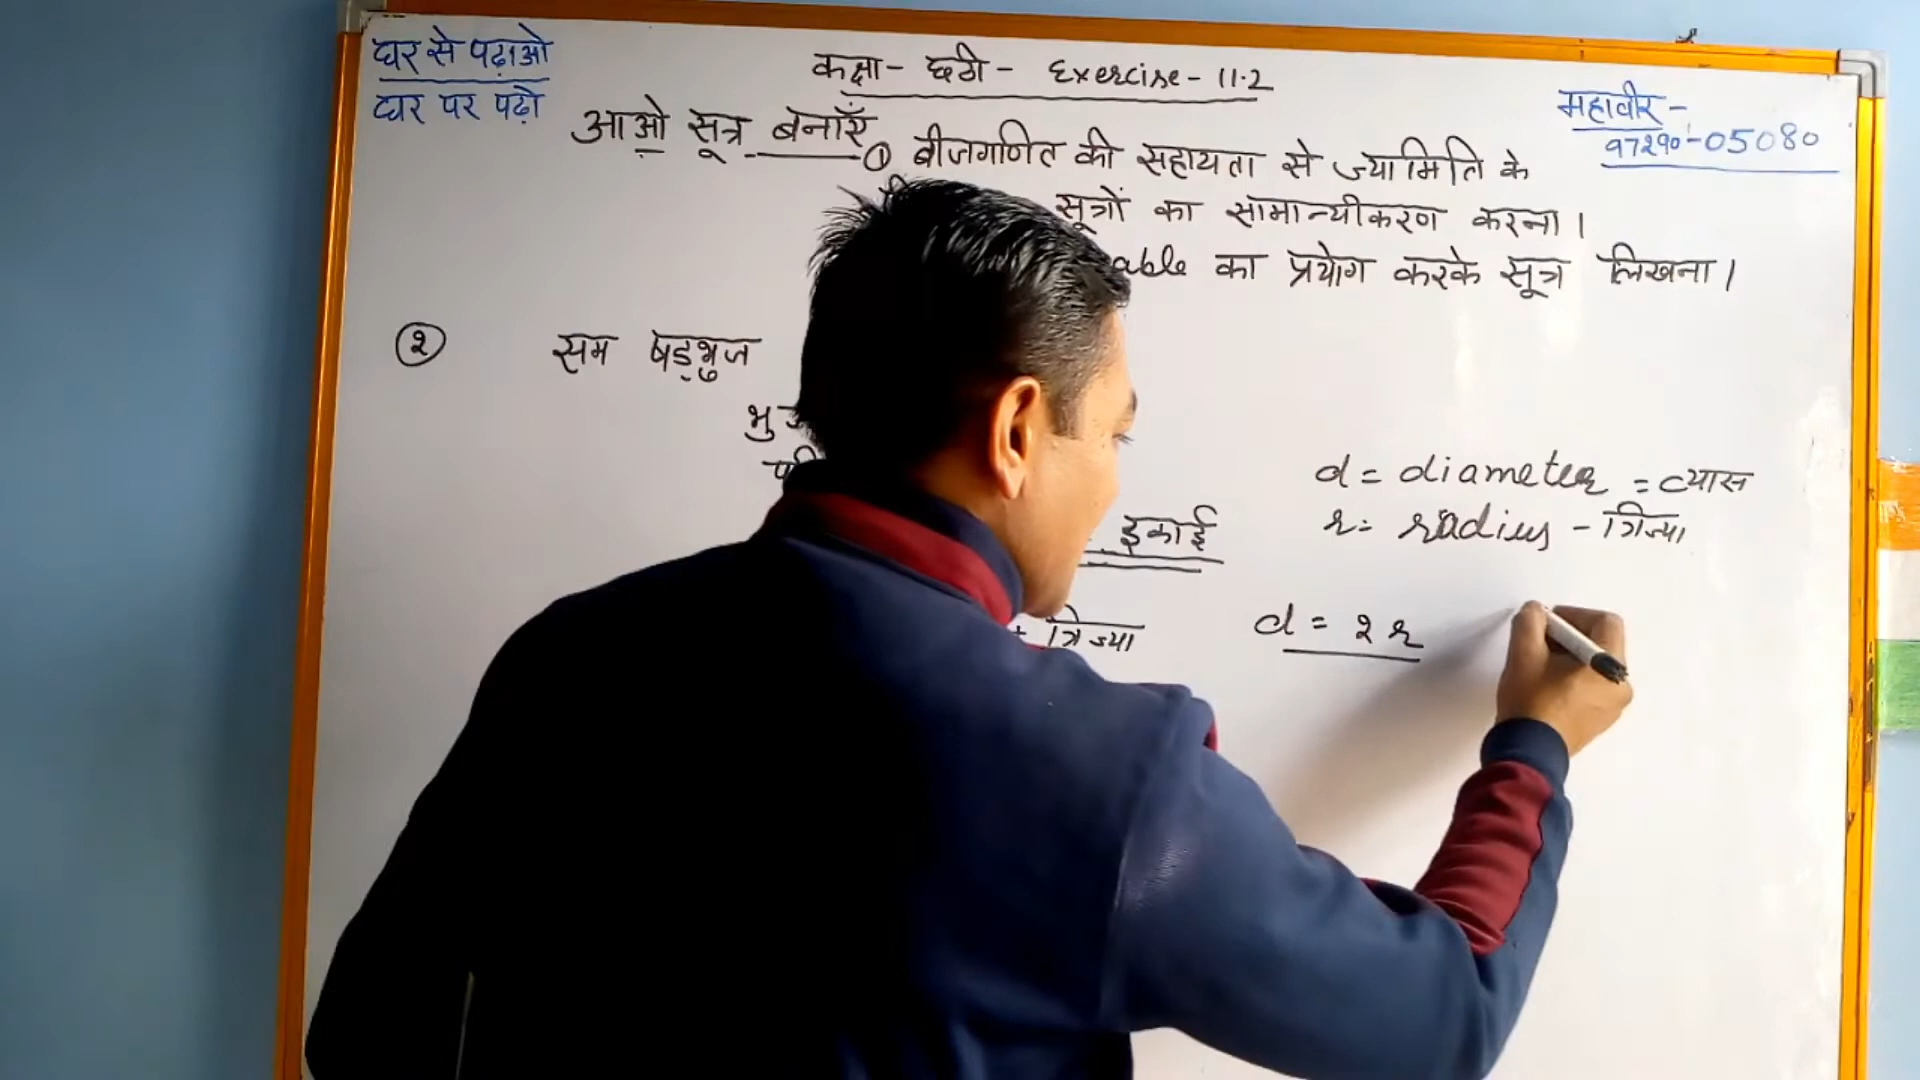 घर से पढ़ाओ
घर पर पढ़ो
कक्षा - छठी - Exercise - 11.2
महावीर -
97290-05080
आओ सूत्र बनाएँ
① बीजगणित की सहायता से ज्यामिति के
सूत्रों का सामान्यीकरण करना।
able का प्रयोग करके सूत्र लिखना।
② सम षड्भुज
भु
d = diameter = व्यास
r = radius - त्रिज्या
इकाई
+ त्रिज्या
d = 2r